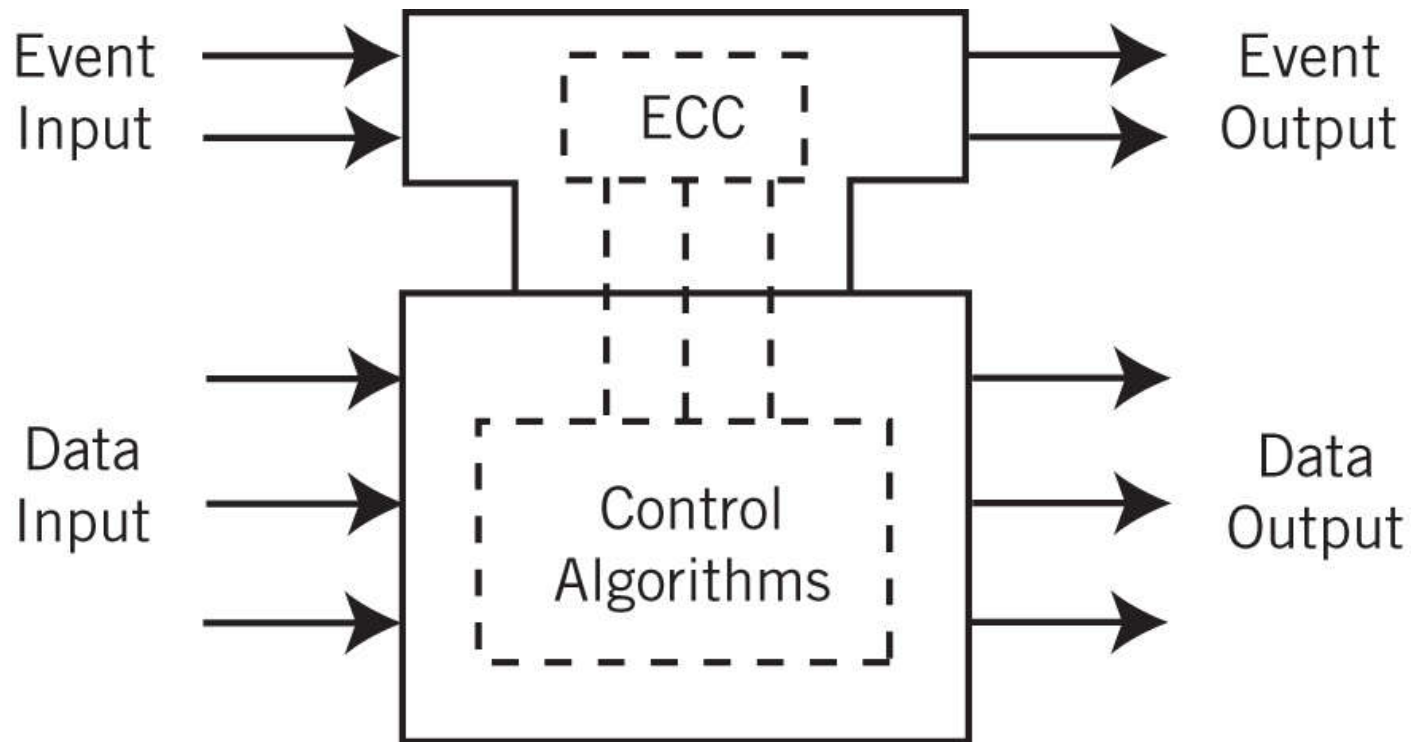 Event
Input
ECC
Event
Output
Data
Input
Control
Algorithms
Data
Output